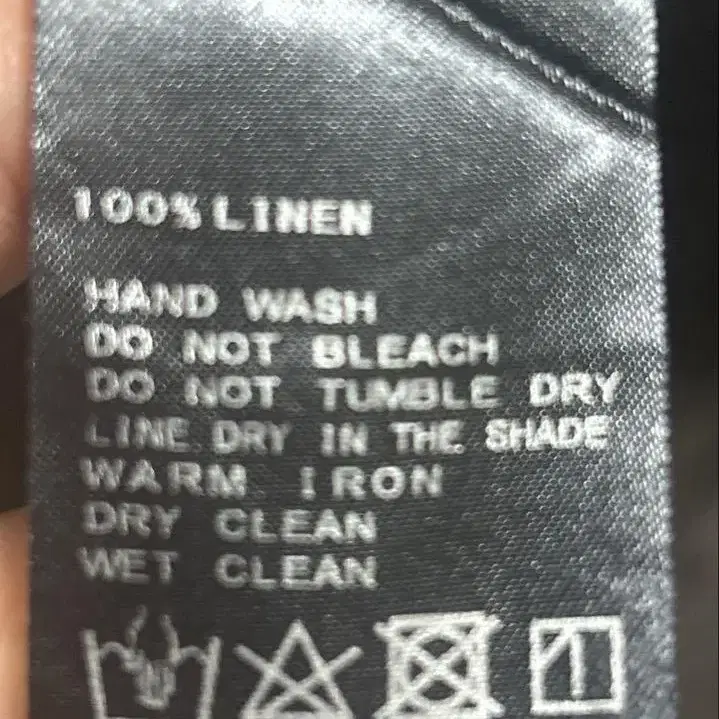 100% LINEN
HAND WASH
DO NOT BLEACH
DO NOT TUMBLE DRY
LINE DRY IN THE SHADE
WARM IRON
DRY CLEAN
WET CLEAN